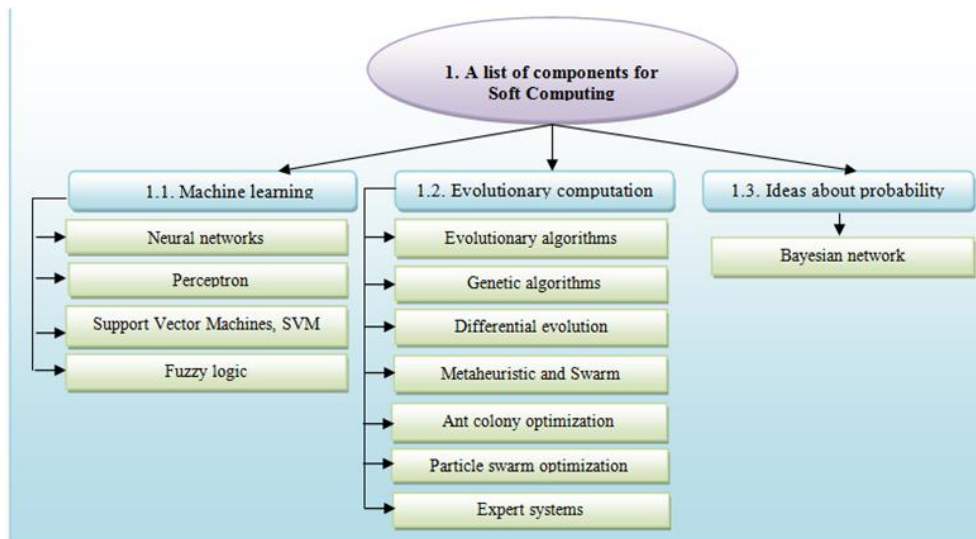 1. A list of components for
Soft Computing
1.1. Machine learning
Neural networks
Perceptron
Support Vector Machines, SVM
Fuzzy logic
1.2. Evolutionary computation
Evolutionary algorithms
Genetic algorithms
Differential evolution
Metaheuristic and Swarm
Ant colony optimization
Particle swarm optimization
Expert systems
1.3. Ideas about probability
Bayesian network